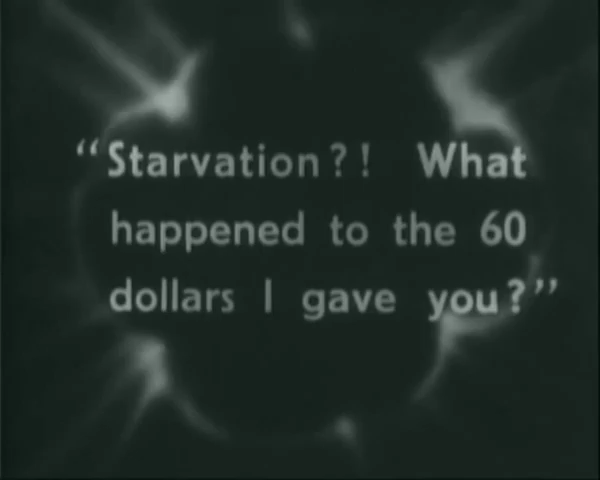 “Starvation?! What
happened to the 60
dollars I gave you?”